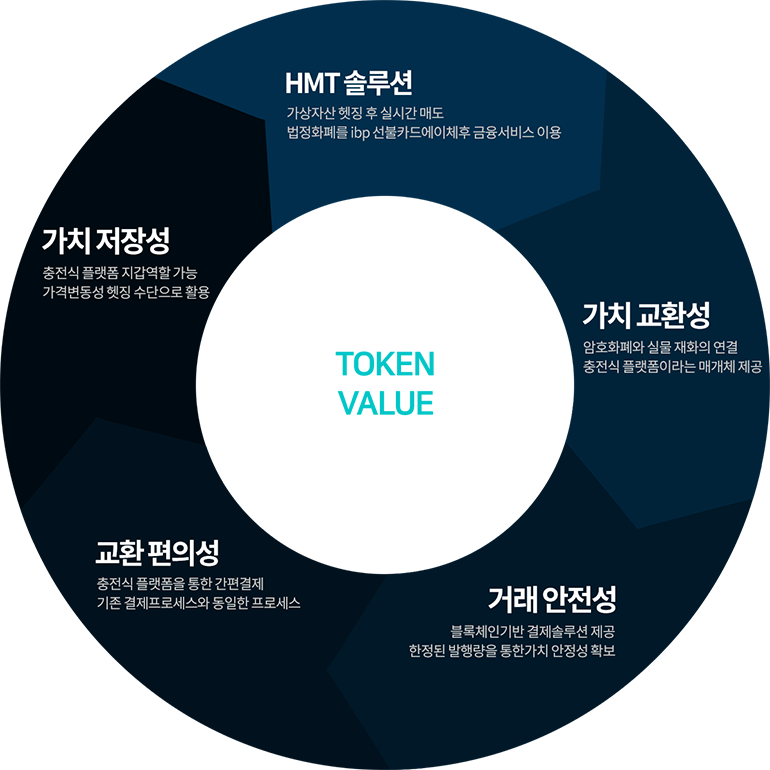 HMT 솔루션
가상자산 헷징 후 실시간 매도
법정화폐를 ibp 선불카드에이체후 금융서비스 이용
가치 저장성
충전식 플랫폼 지갑역할 가능
가격변동성 헷징 수단으로 활용
가치 교환성
암호화폐와 실물 재화의 연결
충전식 플랫폼이라는 매개체 제공
TOKEN
VALUE
교환 편의성
충전식 플랫폼을 통한 간편결제
기존 결제프로세스와 동일한 프로세스
거래 안전성
블록체인기반 결제솔루션 제공
한정된 발행량을 통한가치 안정성 확보